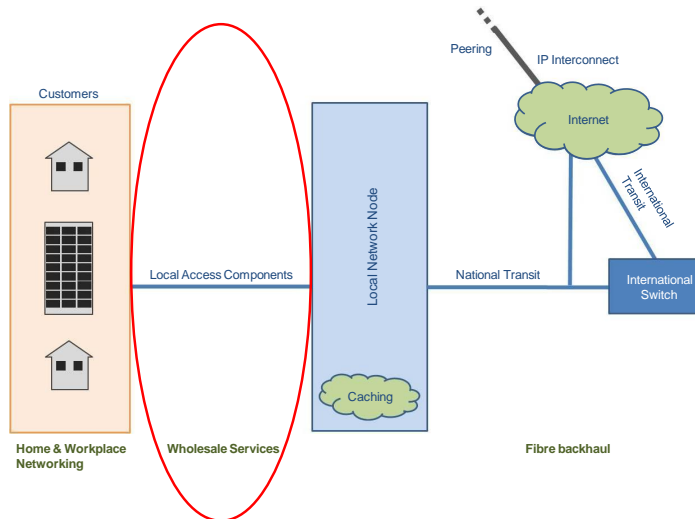 Peering
IP Interconnect
Customers
Internet
International
Transit
Local Network Node
Local Access Components
National Transit
International
Switch
Caching
Home & Workplace
Networking
Wholesale Services
Fibre backhaul